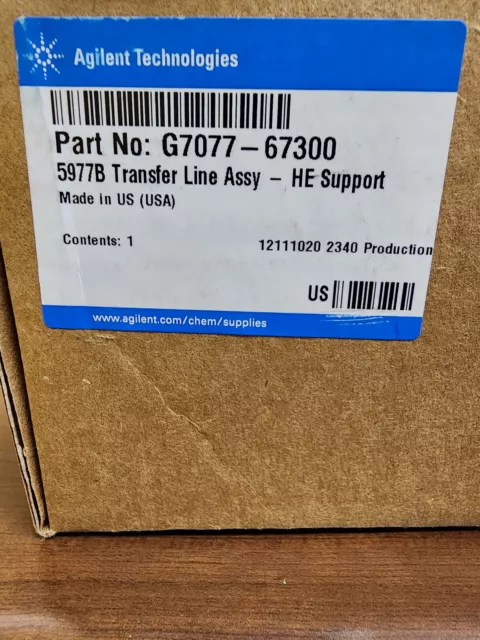 Agilent Technologies
Part No: G7077-67300
5977B Transfer Line Assy - HE Support
Made in US (USA)
Contents: 1
12111020 2340 Production
US
www.agilent.com/chem/supplies